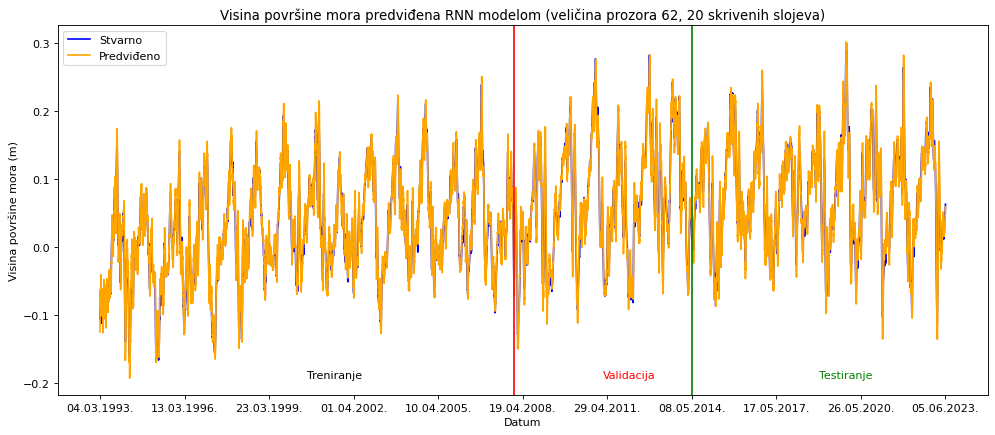 Visina površine mora predviđena RNN modelom (veličina prozora 62, 20 skrivenih slojeva)
Stvarno
Predviđeno
Visina površine mora (m)
0.3
0.2
0.1
0.0
−0.1
−0.2
Treniranje
Validacija
Testiranje
04.03.1993.
13.03.1996.
23.03.1999.
01.04.2002.
10.04.2005.
19.04.2008.
29.04.2011.
08.05.2014.
17.05.2017.
26.05.2020.
05.06.2023.
Datum